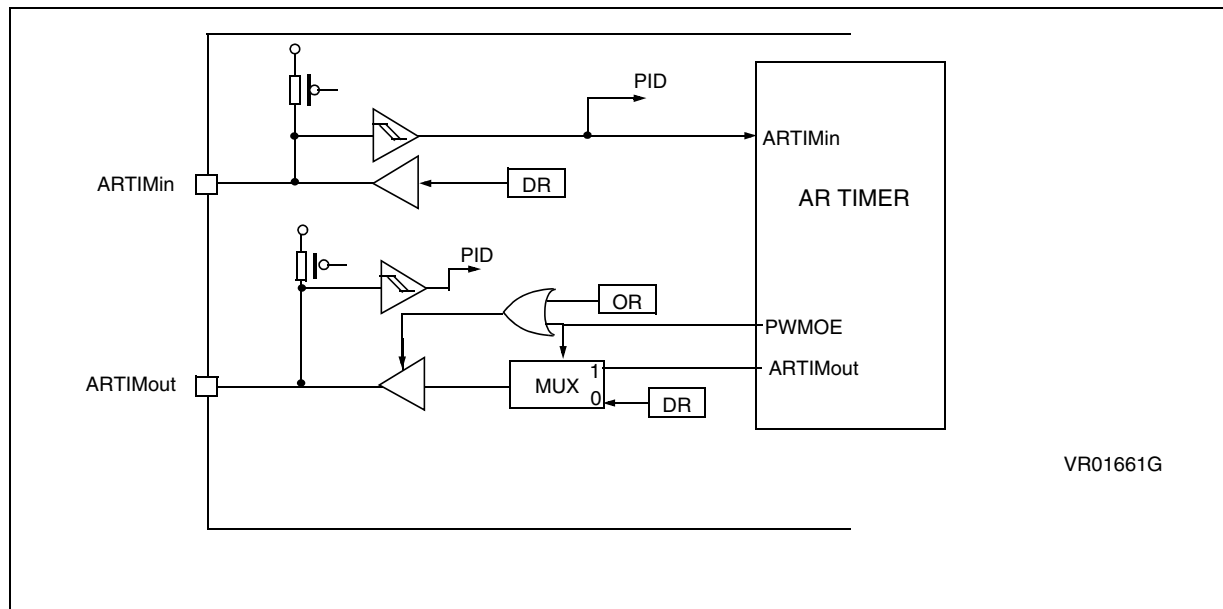 PID
ARTIMin
ARTIMin
DR
AR TIMER
PID
OR
PWMOE
ARTIMout
MUX
1
0
ARTIMout
DR
VR01661G